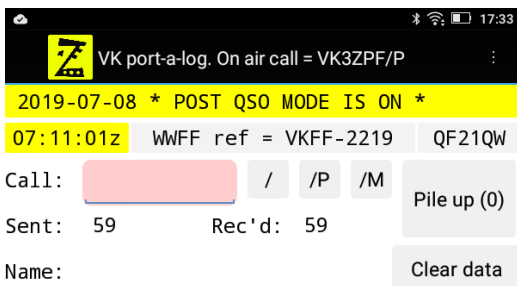 17:33
VK port-a-log. On air call = VK3ZPF/P
2019-07-08 * POST QSO MODE IS ON *
07:11:01z WWFF ref = VKFF-2219 QF21QW
Call: / /P /M
Pile up (0)
Sent: 59 Rec'd: 59
Name: Clear data